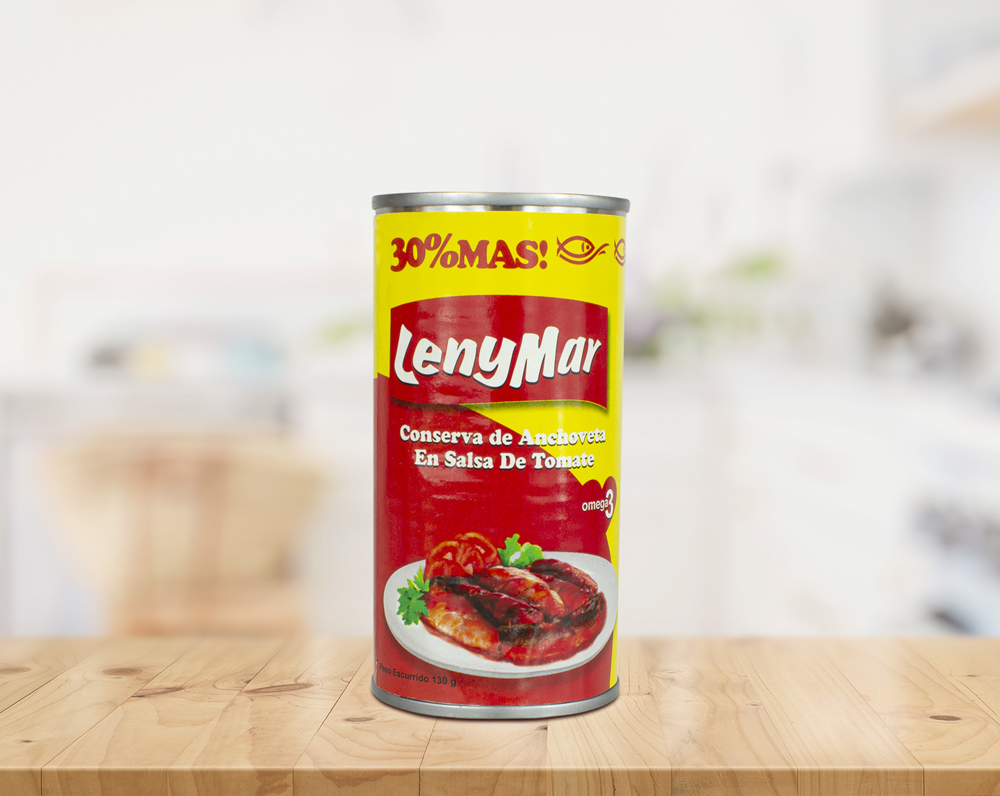 30%MAS!
LenyMar
Conserva de Anchoveta
En Salsa De Tomate
omega3
Peso Escurrido 130 g